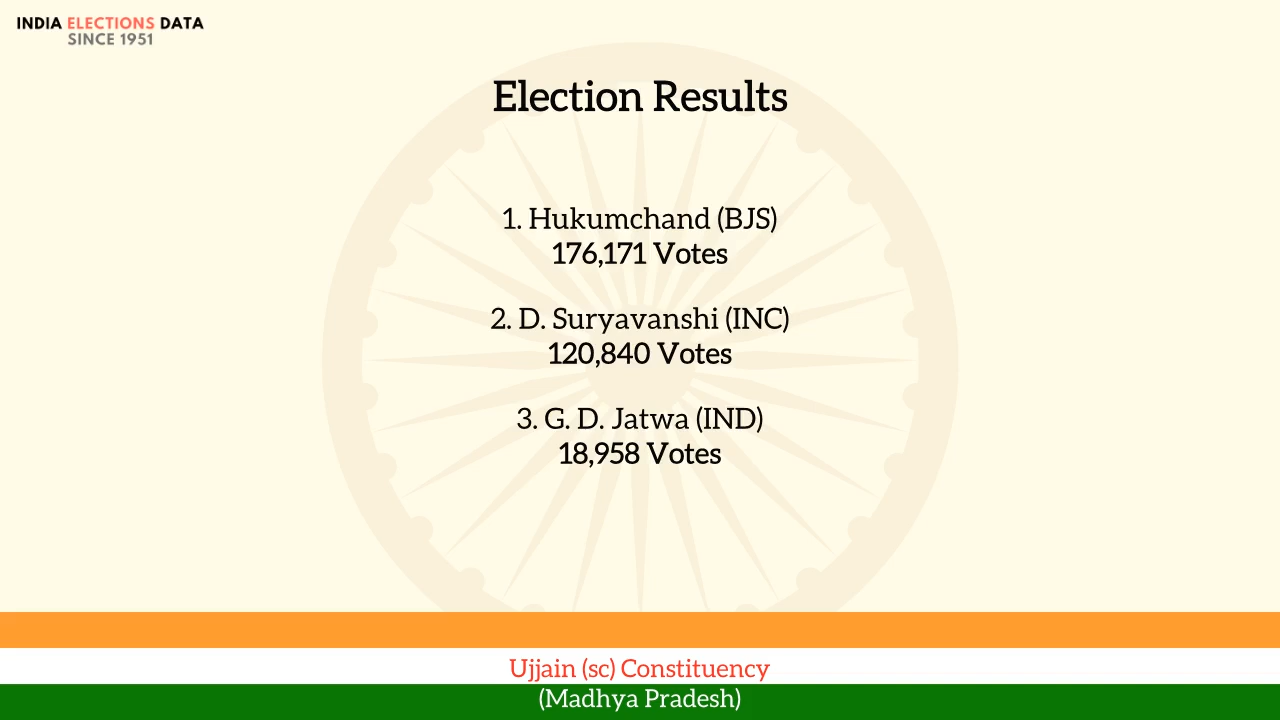 INDIA ELECTIONS DATA
SINCE 1951
Election Results
1. Hukumchand (BJS)
176,171 Votes
2. D. Suryavanshi (INC)
120,840 Votes
3. G. D. Jatwa (IND)
18,958 Votes
Ujjain (sc) Constituency
(Madhya Pradesh)